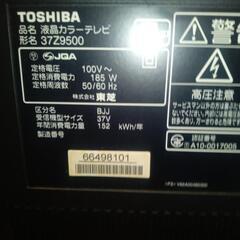 TOSHIBA
品名 液晶カラーテレビ
形名 37Z9500
JQA
定格電圧： 100V～
定格消費電力： 185 W
定格周波数： 50/60 Hz
株式会社 東芝
区分名： BJJ
受信機型サイズ： 37V
年間消費電力量： 152 kWh/年
製造番号：
66498101
警
高圧注意
A10-0017005